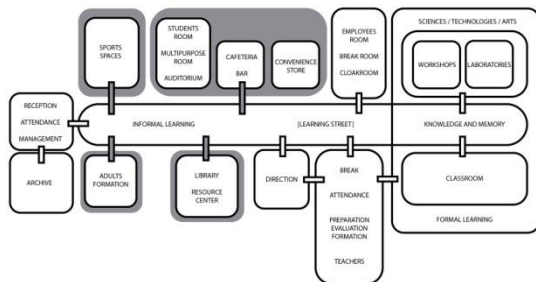 SPORTS
SPACES
STUDENTS
ROOM
MULTIPURPOSE
ROOM
AUDITORIUM
CAFETERIA
BAR
CONVENIENCE
STORE
EMPLOYEES
ROOM
BREAK ROOM
CLOAKROOM
SCIENCES / TECHNOLOGIES / ARTS
WORKSHOPS
LABORATORIES
RECEPTION
ATTENDANCE
MANAGEMENT
INFORMAL LEARNING
[LEARNING STREET]
KNOWLEDGE AND MEMORY
ARCHIVE
ADULTS
FORMATION
LIBRARY
RESOURCE
CENTER
DIRECTION
BREAK
ATTENDANCE
PREPARATION
EVALUATION
FORMATION
TEACHERS
CLASSROOM
FORMAL LEARNING